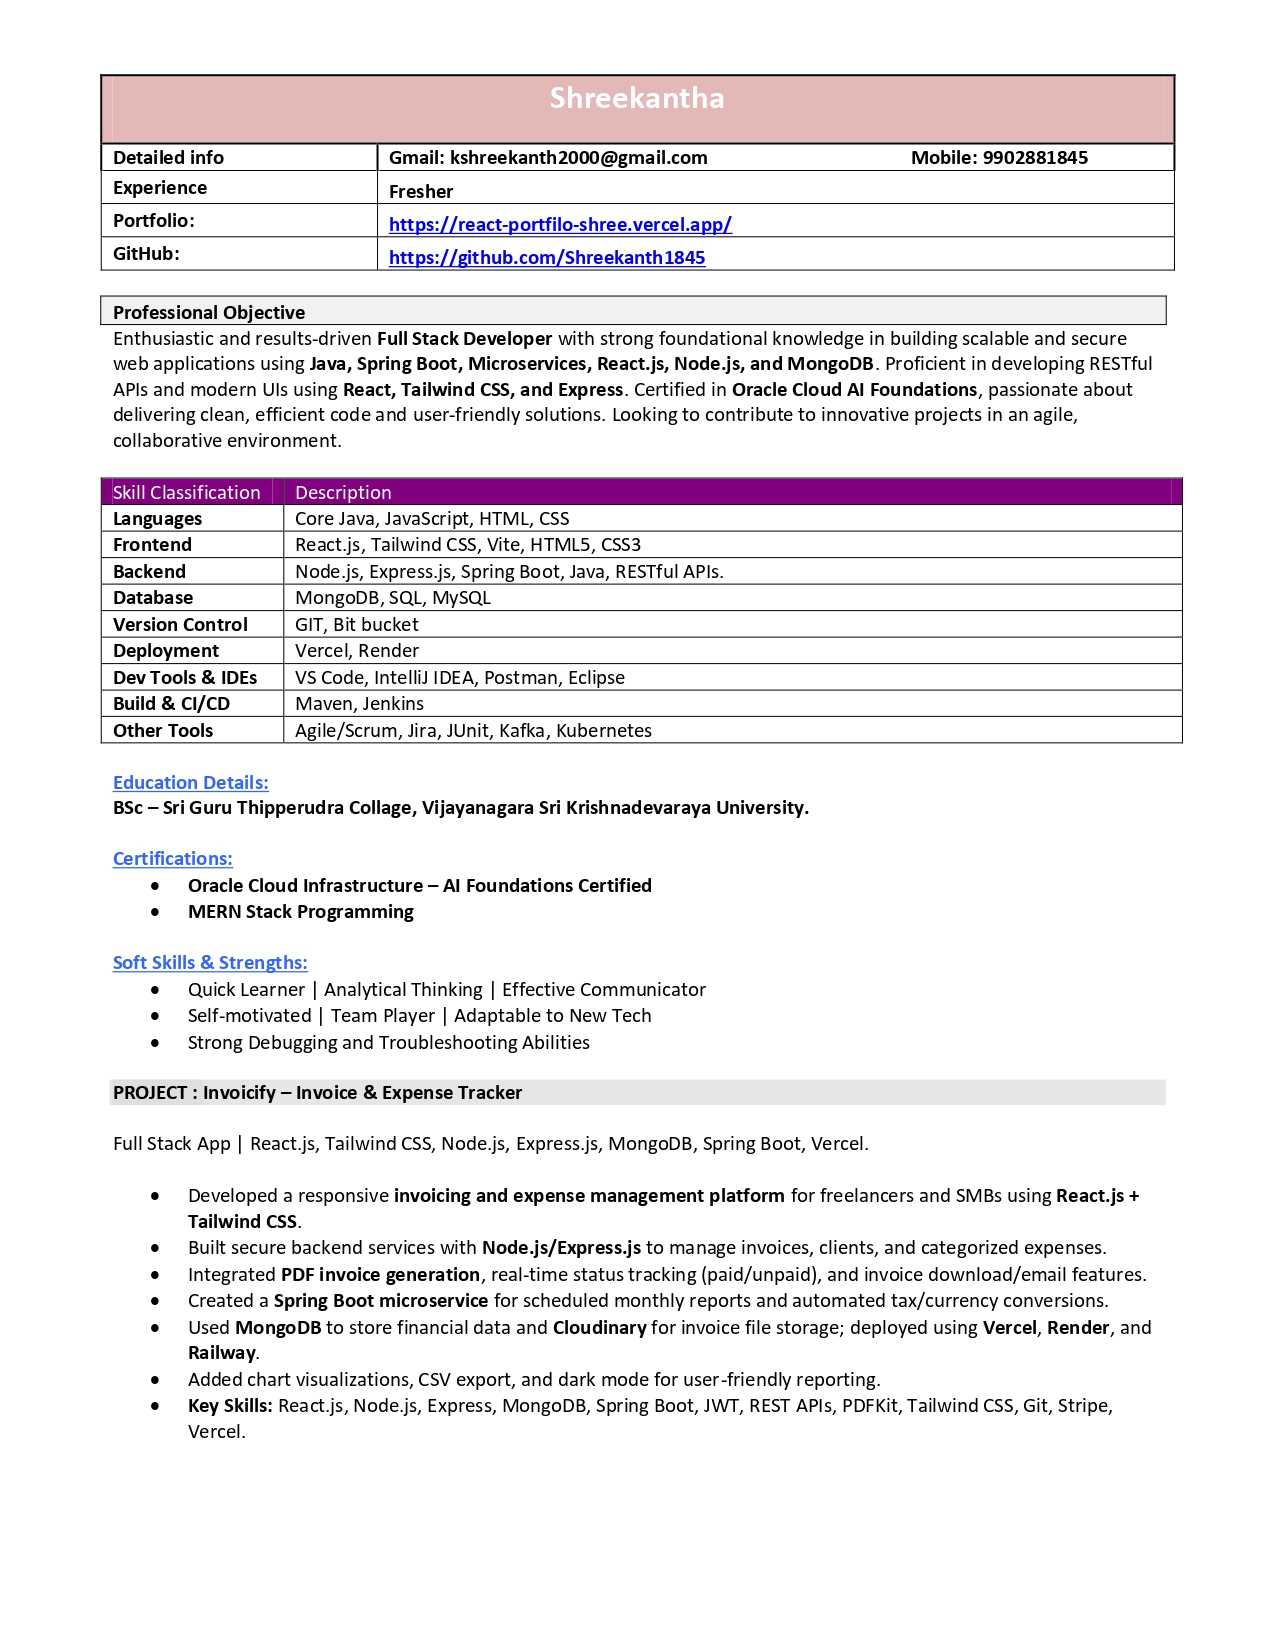 Shreekantha
Detailed info Gmail: kshreekanth2000@gmail.com Mobile: 9902881845
Experience Fresher
Portfolio: https://react-portfilo-shree.vercel.app/
GitHub: https://github.com/Shreekanth1845
Professional Objective
Enthusiastic and results-driven Full Stack Developer with strong foundational knowledge in building scalable and secure
web applications using Java, Spring Boot, Microservices, React.js, Node.js, and MongoDB. Proficient in developing RESTful
APIs and modern UIs using React, Tailwind CSS, and Express. Certified in Oracle Cloud AI Foundations, passionate about
delivering clean, efficient code and user-friendly solutions. Looking to contribute to innovative projects in an agile,
collaborative environment.
Skill Classification Description
Languages Core Java, JavaScript, HTML, CSS
Frontend React.js, Tailwind CSS, Vite, HTML5, CSS3
Backend Node.js, Express.js, Spring Boot, Java, RESTful APIs.
Database MongoDB, SQL, MySQL
Version Control GIT, Bit bucket
Deployment Vercel, Render
Dev Tools & IDEs VS Code, IntelliJ IDEA, Postman, Eclipse
Build & CI/CD Maven, Jenkins
Other Tools Agile/Scrum, Jira, JUnit, Kafka, Kubernetes
Education Details:
BSc – Sri Guru Thipperudra Collage, Vijayanagara Sri Krishnadevaraya University.
Certifications:
• Oracle Cloud Infrastructure – AI Foundations Certified
• MERN Stack Programming
Soft Skills & Strengths:
• Quick Learner | Analytical Thinking | Effective Communicator
• Self-motivated | Team Player | Adaptable to New Tech
• Strong Debugging and Troubleshooting Abilities
PROJECT : Invoicify – Invoice & Expense Tracker
Full Stack App | React.js, Tailwind CSS, Node.js, Express.js, MongoDB, Spring Boot, Vercel.
• Developed a responsive invoicing and expense management platform for freelancers and SMBs using React.js +
Tailwind CSS.
• Built secure backend services with Node.js/Express.js to manage invoices, clients, and categorized expenses.
• Integrated PDF invoice generation, real-time status tracking (paid/unpaid), and invoice download/email features.
• Created a Spring Boot microservice for scheduled monthly reports and automated tax/currency conversions.
• Used MongoDB to store financial data and Cloudinary for invoice file storage; deployed using Vercel, Render, and
Railway.
• Added chart visualizations, CSV export, and dark mode for user-friendly reporting.
• Key Skills: React.js, Node.js, Express, MongoDB, Spring Boot, JWT, REST APIs, PDFKit, Tailwind CSS, Git, Stripe,
Vercel.